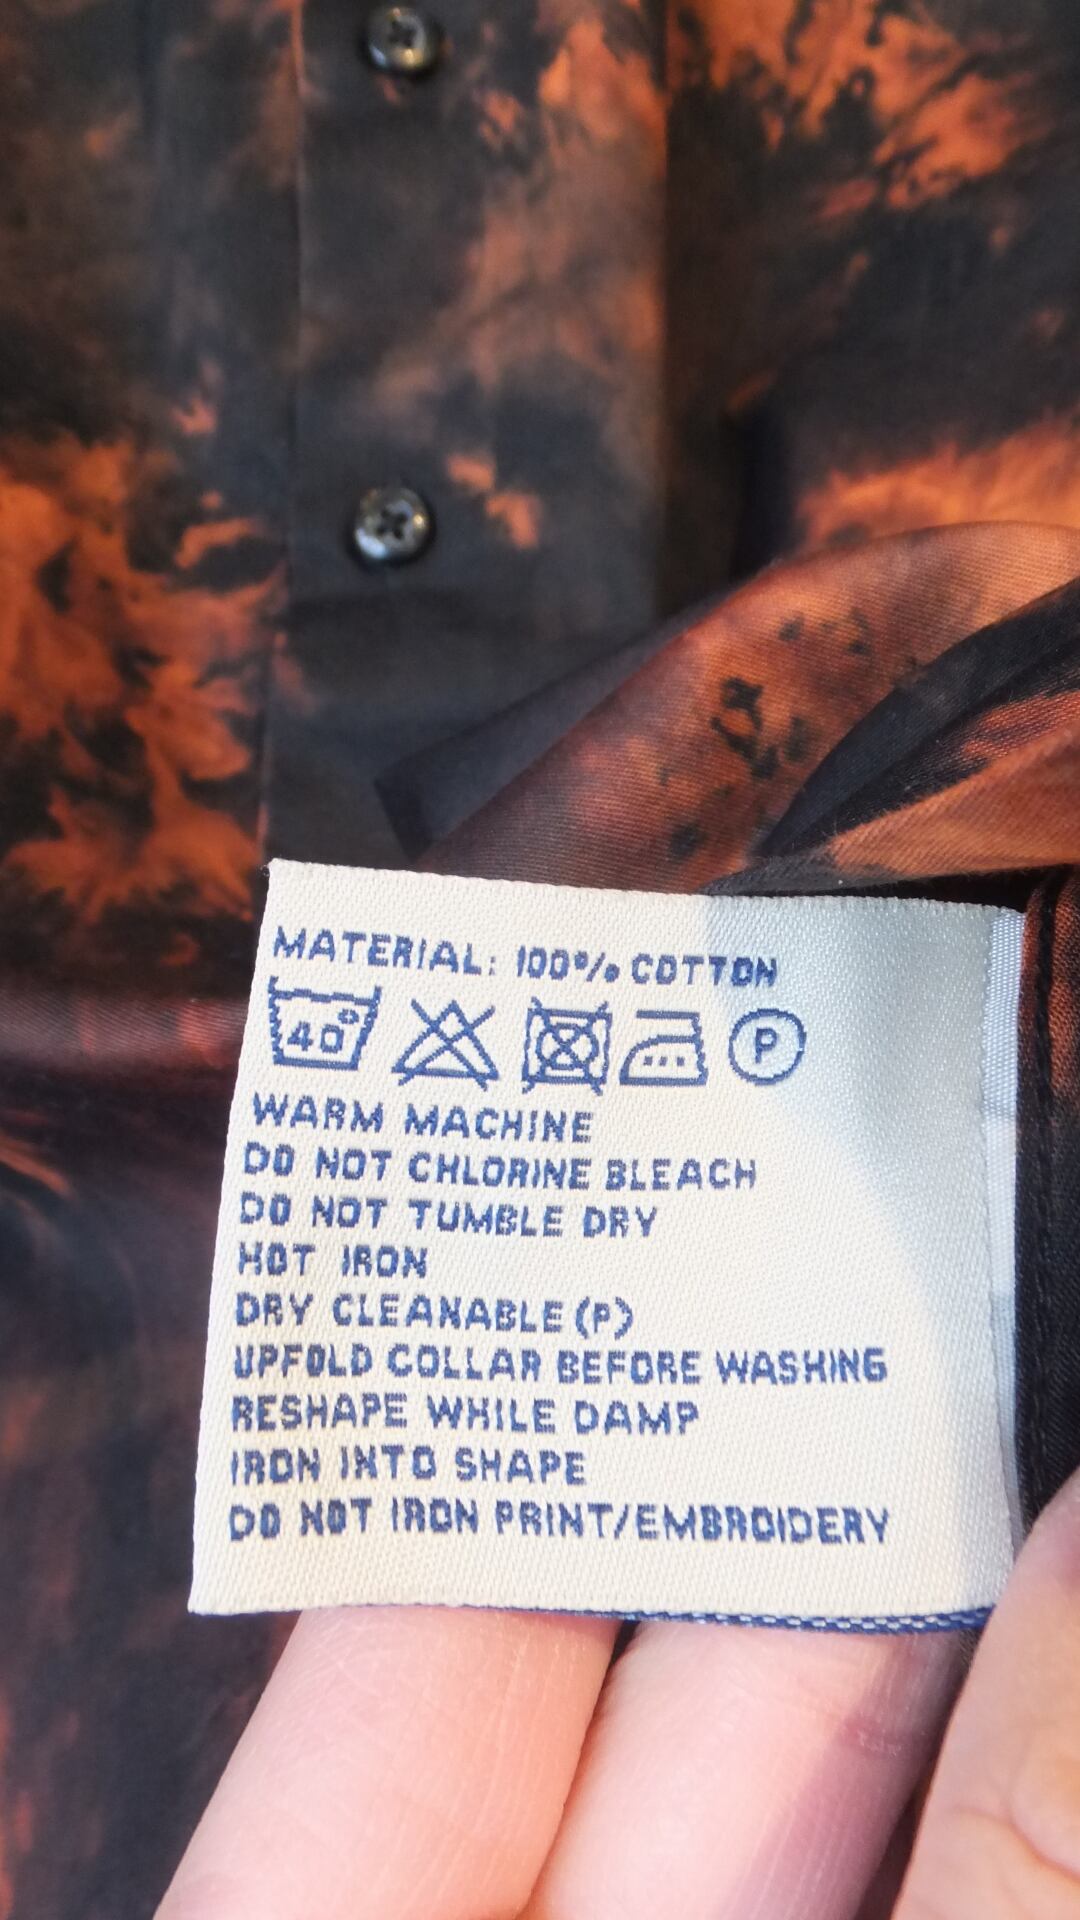 MATERIAL: 100% COTTON
40° P
WARM MACHINE
DO NOT CHLORINE BLEACH
DO NOT TUMBLE DRY
HOT IRON
DRY CLEANABLE(P)
UPFOLD COLLAR BEFORE WASHING
RESHAPE WHILE DAMP
IRON INTO SHAPE
DO NOT IRON PRINT/EMBROIDERY